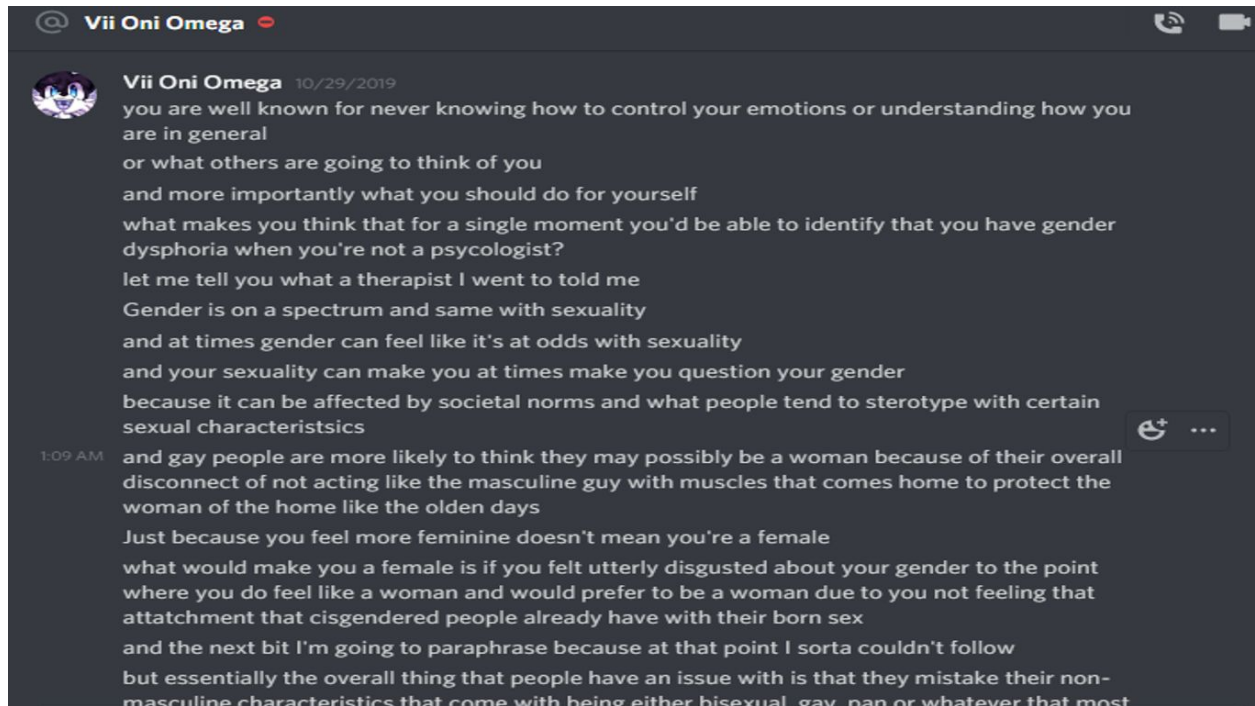 Vii Oni Omega
Vii Oni Omega 10/29/2019
you are well known for never knowing how to control your emotions or understanding how you
are in general
or what others are going to think of you
and more importantly what you should do for yourself
what makes you think that for a single moment you'd be able to identify that you have gender
dysphoria when you're not a psycologist?
let me tell you what a therapist I went to told me
Gender is on a spectrum and same with sexuality
and at times gender can feel like it's at odds with sexuality
and your sexuality can make you at times make you question your gender
because it can be affected by societal norms and what people tend to sterotype with certain
sexual characteristsics
1:09 AM and gay people are more likely to think they may possibly be a woman because of their overall
disconnect of not acting like the masculine guy with muscles that comes home to protect the
woman of the home like the olden days
Just because you feel more feminine doesn't mean you're a female
what would make you a female is if you felt utterly disgusted about your gender to the point
where you do feel like a woman and would prefer to be a woman due to you not feeling that
attatchment that cisgendered people already have with their born sex
and the next bit I'm going to paraphrase because at that point I sorta couldn't follow
but essentially the overall thing that people have an issue with is that they mistake their non-
masculine characteristics that come with being either bisexual, gay, pan or whatever that most